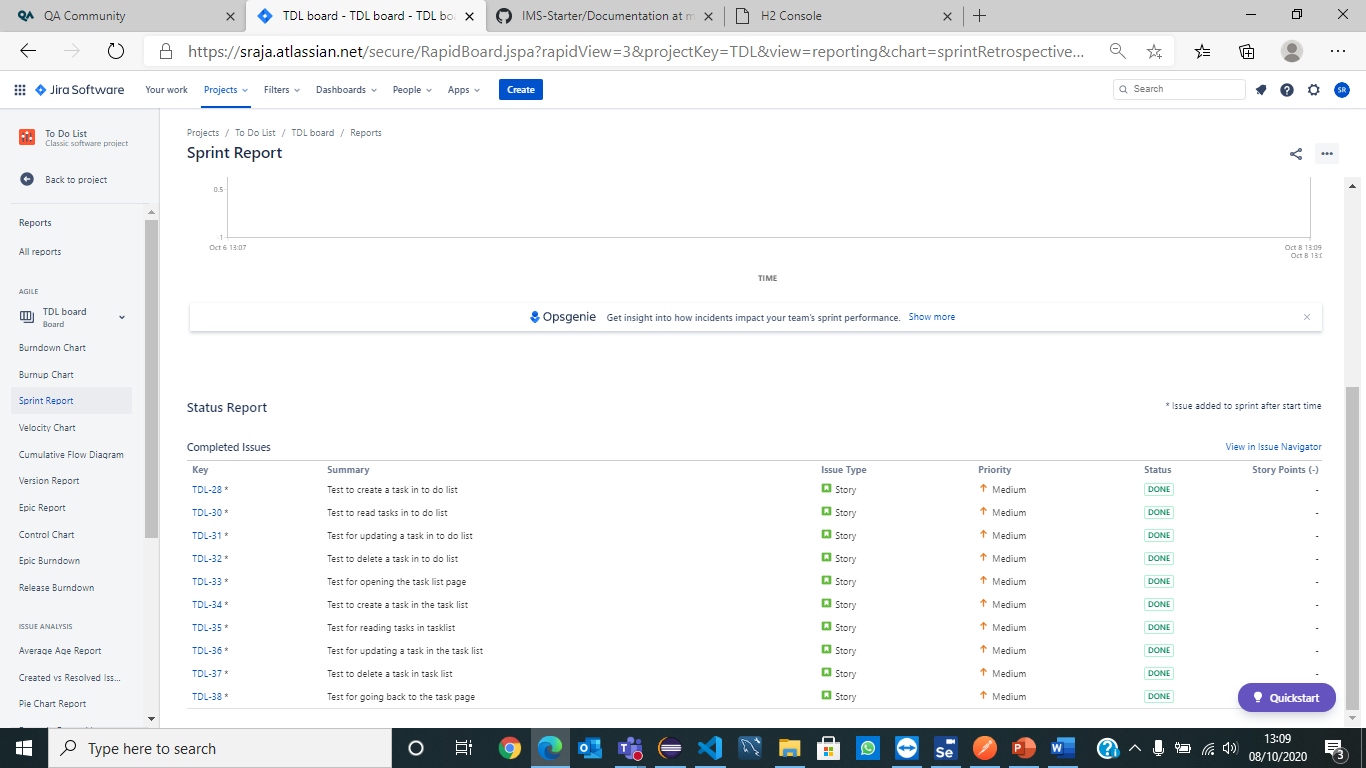 QA Community
TDL board - TDL board - TDL boa
IMS-Starter/Documentation at m
H2 Console
https://sraja.atlassian.net/secure/RapidBoard.jspa?rapidView=3&projectKey=TDL&view=reporting&chart=sprintRetrospective...
Jira Software Your work Projects Filters Dashboards People Apps Create Search SR
To Do List
Classic software project
Back to project
Reports
All reports
AGILE
TDL board
Board
Burndown Chart
Burnup Chart
Sprint Report
Velocity Chart
Cumulative Flow Diagram
Version Report
Epic Report
Control Chart
Epic Burndown
Release Burndown
ISSUE ANALYSIS
Average Age Report
Created vs Resolved Iss...
Pie Chart Report
Projects / To Do List / TDL board / Reports
Sprint Report
0.5
-1
Oct 6 13:07
Oct 8 13:09
TIME
Opsgenie Get insight into how incidents impact your team's sprint performance. Show more
Status Report
* Issue added to sprint after start time
Completed Issues
View in Issue Navigator
Key Summary Issue Type Priority Status Story Points (-)
TDL-28 * Test to create a task in to do list Story Medium DONE -
TDL-30 * Test to read tasks in to do list Story Medium DONE -
TDL-31 * Test for updating a task in to do list Story Medium DONE -
TDL-32 * Test to delete a task in to do list Story Medium DONE -
TDL-33 * Test for opening the task list page Story Medium DONE -
TDL-34 * Test to create a task in the task list Story Medium DONE -
TDL-35 * Test for reading tasks in tasklist Story Medium DONE -
TDL-36 * Test for updating a task in the task list Story Medium DONE -
TDL-37 * Test to delete a task in task list Story Medium DONE -
TDL-38 * Test for going back to the task page Story Medium DONE
Quickstart
Type here to search
Se
13:09
08/10/2020
3